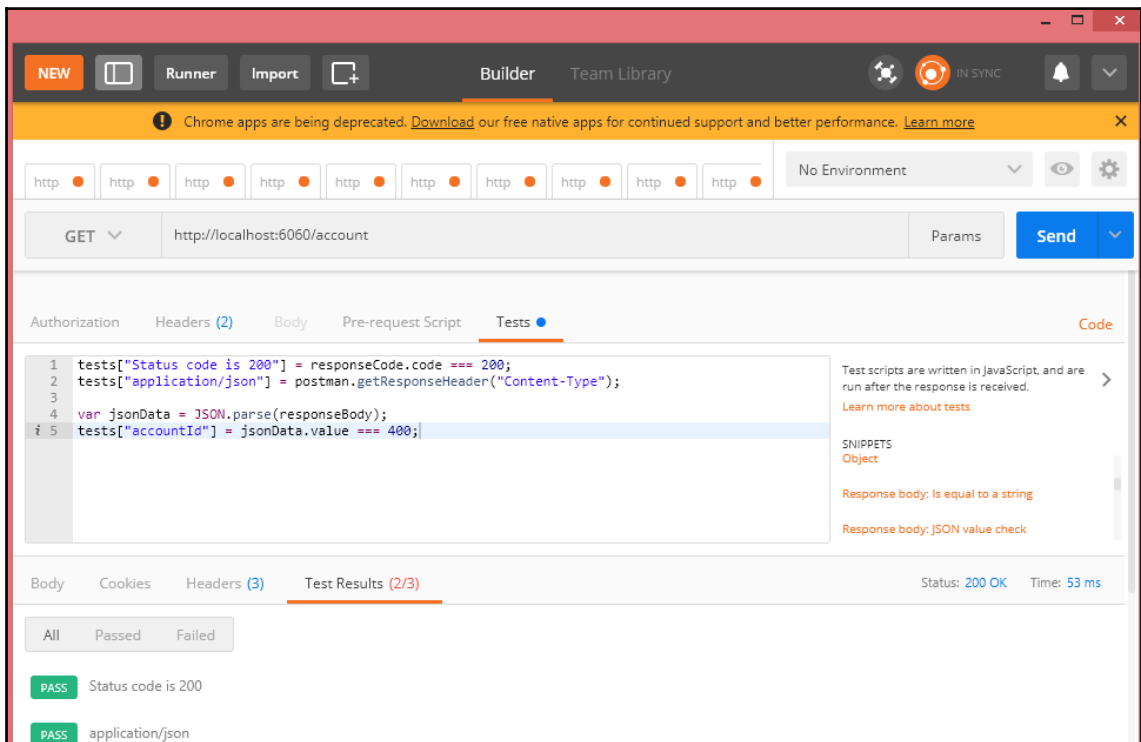 NEW Runner Import Builder Team Library IN SYNC
Chrome apps are being deprecated. Download our free native apps for continued support and better performance. Learn more
http http http http http http http http http http No Environment
GET http://localhost:6060/account Params Send
Authorization Headers (2) Body Pre-request Script Tests Code
1 tests["Status code is 200"] = responseCode.code === 200;
2 tests["application/json"] = postman.getResponseHeader("Content-Type");
3
4 var jsonData = JSON.parse(responseBody);
i 5 tests["accountId"] = jsonData.value === 400;
Test scripts are written in JavaScript, and are
run after the response is received.
Learn more about tests
SNIPPETS
Object
Response body: Is equal to a string
Response body: JSON value check
Body Cookies Headers (3) Test Results (2/3) Status: 200 OK Time: 53 ms
All Passed Failed
PASS Status code is 200
PASS application/json